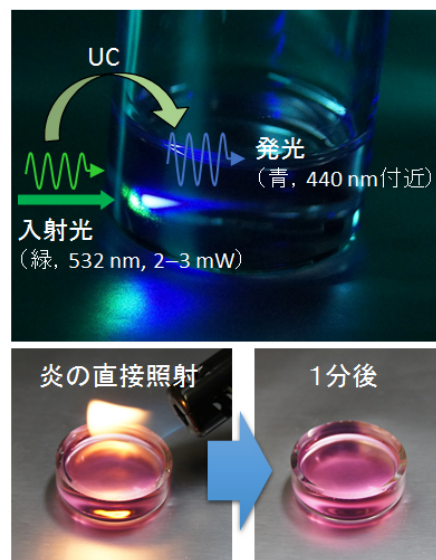 UC
発光
（青，440 nm付近）
入射光
（緑，532 nm, 2–3 mW）
炎の直接照射
1分後